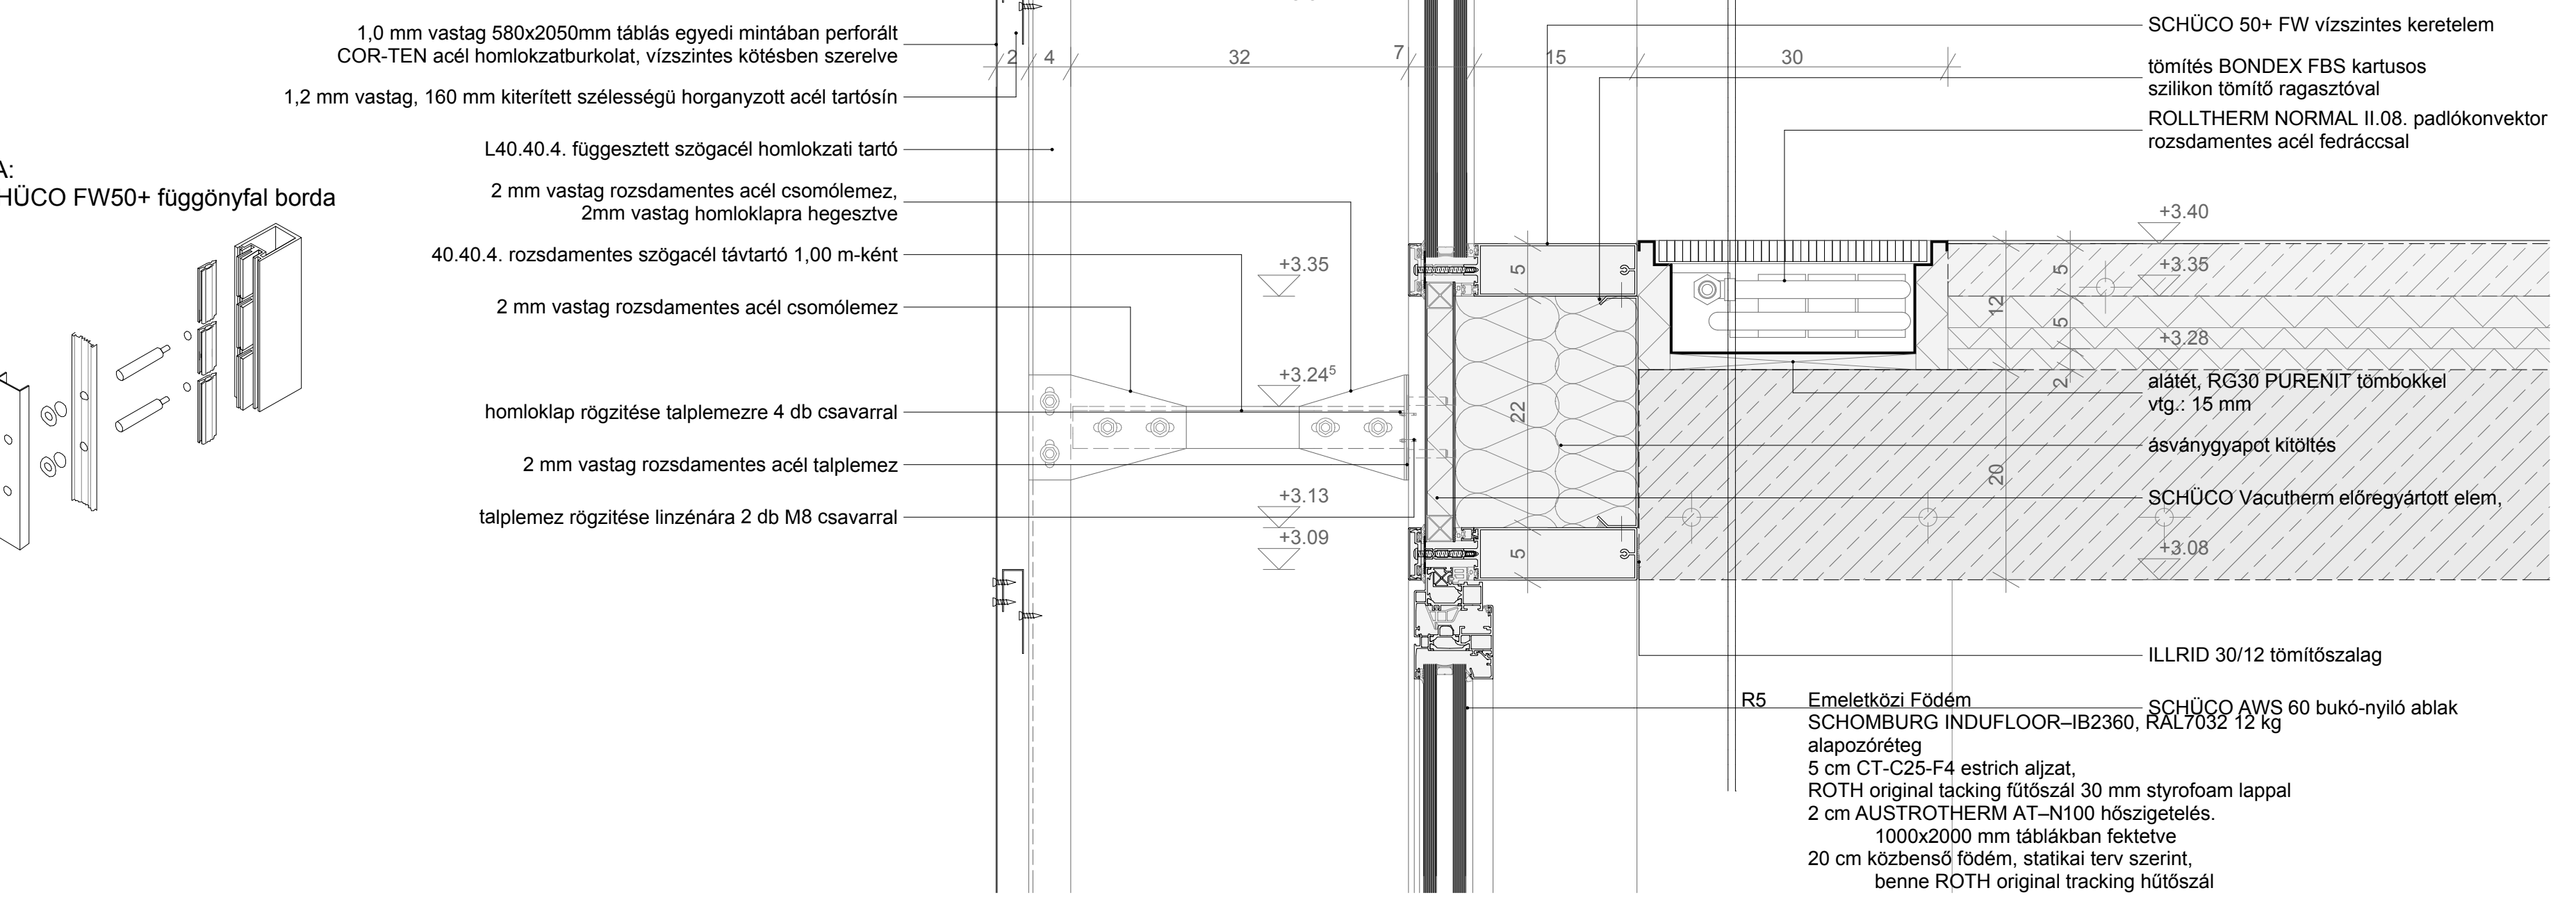 1,0 mm vastag 580x2050mm táblás egyedi mintában perforált
COR-TEN acél homlokzatburkolat, vízszintes kötésben szerelve
1,2 mm vastag, 160 mm kiterített szélességü horganyzott acél tartósín
L40.40.4. függesztett szögacél homlokzati tartó
2 mm vastag rozsdamentes acél csomólemez,
2mm vastag homloklapra hegesztve
40.40.4. rozsdamentes szögacél távtartó 1,00 m-ként
2 mm vastag rozsdamentes acél csomólemez
homloklap rögzitése talplemezre 4 db csavarral
2 mm vastag rozsdamentes acél talplemez
talplemez rögzitése linzénára 2 db M8 csavarral
A:
HÜCO FW50+ függönyfal borda
2
4
32
7
15
30
+3.35
+3.24⁵
+3.13
+3.09
5
22
5
12
20
5
5
2
+3.40
+3.35
+3.28
+3.08
SCHÜCO 50+ FW vízszintes keretelem
tömítés BONDEX FBS kartusos
szilikon tömítő ragasztóval
ROLLTHERM NORMAL II.08. padlókonvektor
rozsdamentes acél fedráccsal
alátét, RG30 PURENIT tömbokkel
vtg.: 15 mm
ásványgyapot kitöltés
SCHÜCO Vacutherm előregyártott elem,
ILLRID 30/12 tömítőszalag
SCHÜCO AWS 60 bukó-nyiló ablak
R5 Emeletközi Födém
SCHOMBURG INDUFLOOR–IB2360, RAL7032 12 kg
alapozóréteg
5 cm CT-C25-F4 estrich aljzat,
ROTH original tacking fűtőszál 30 mm styrofoam lappal
2 cm AUSTROTHERM AT–N100 hőszigetelés.
1000x2000 mm táblákban fektetve
20 cm közbenső födém, statikai terv szerint,
benne ROTH original tracking hűtőszál